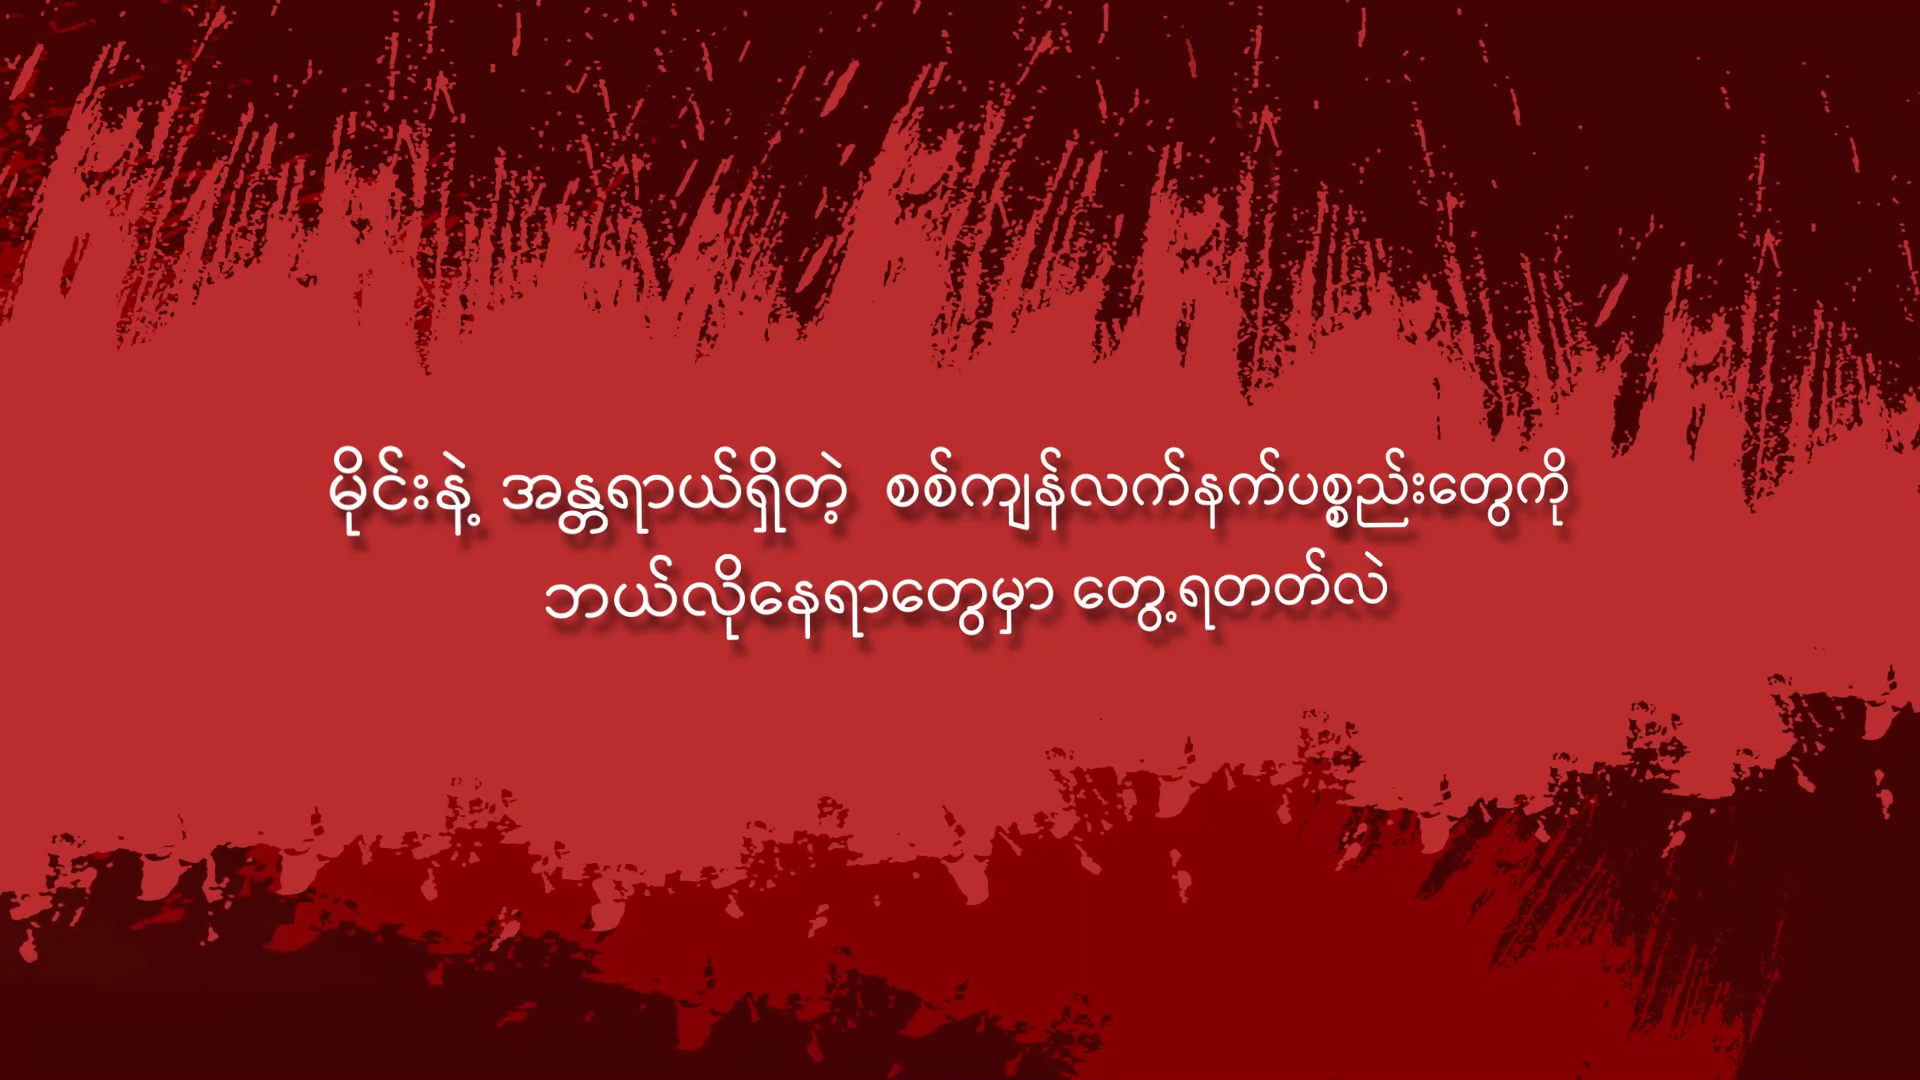 မိုင်းနဲ့ အန္တရာယ်ရှိတဲ့ စစ်ကျန်လက်နက်ပစ္စည်းတွေကို
ဘယ်လိုနေရာတွေမှာ တွေ့ရတတ်လဲ